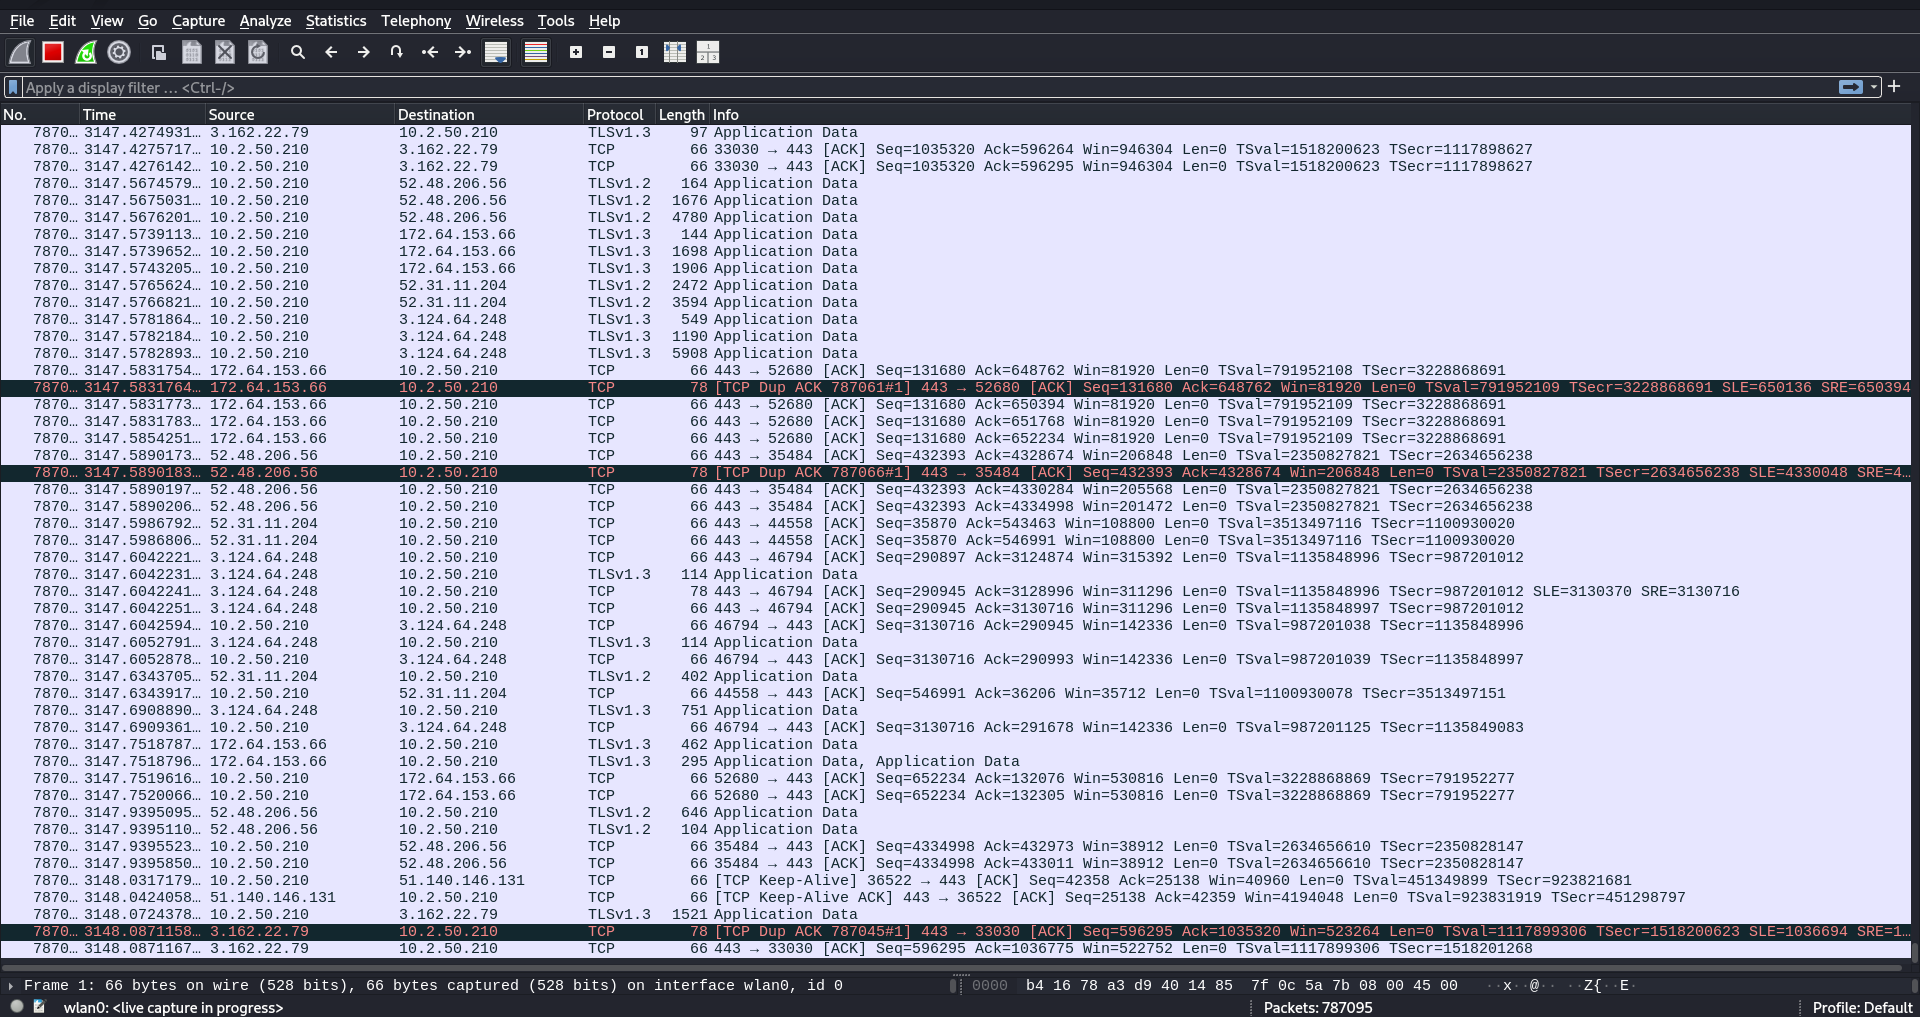 File Edit View Go Capture Analyze Statistics Telephony Wireless Tools Help
Apply a display filter … <Ctrl-/>
No. Time Source Destination Protocol Length Info
7870… 3147.4274931… 3.162.22.79 10.2.50.210 TLSv1.3 97 Application Data
7870… 3147.4275717… 10.2.50.210 3.162.22.79 TCP 66 33030 → 443 [ACK] Seq=1035320 Ack=596264 Win=946304 Len=0 TSval=1518200623 TSecr=1117898627
7870… 3147.4276142… 10.2.50.210 3.162.22.79 TCP 66 33030 → 443 [ACK] Seq=1035320 Ack=596295 Win=946304 Len=0 TSval=1518200623 TSecr=1117898627
7870… 3147.5674579… 10.2.50.210 52.48.206.56 TLSv1.2 164 Application Data
7870… 3147.5675031… 10.2.50.210 52.48.206.56 TLSv1.2 1676 Application Data
7870… 3147.5676201… 10.2.50.210 52.48.206.56 TLSv1.2 4780 Application Data
7870… 3147.5739113… 10.2.50.210 172.64.153.66 TLSv1.3 144 Application Data
7870… 3147.5739652… 10.2.50.210 172.64.153.66 TLSv1.3 1698 Application Data
7870… 3147.5743205… 10.2.50.210 172.64.153.66 TLSv1.3 1906 Application Data
7870… 3147.5765624… 10.2.50.210 52.31.11.204 TLSv1.2 2472 Application Data
7870… 3147.5766821… 10.2.50.210 52.31.11.204 TLSv1.2 3594 Application Data
7870… 3147.5781864… 10.2.50.210 3.124.64.248 TLSv1.3 549 Application Data
7870… 3147.5782184… 10.2.50.210 3.124.64.248 TLSv1.3 1190 Application Data
7870… 3147.5782893… 10.2.50.210 3.124.64.248 TLSv1.3 5908 Application Data
7870… 3147.5831754… 172.64.153.66 10.2.50.210 TCP 66 443 → 52680 [ACK] Seq=131680 Ack=648762 Win=81920 Len=0 TSval=791952108 TSecr=3228868691
7870… 3147.5831764… 172.64.153.66 10.2.50.210 TCP 78 [TCP Dup ACK 787061#1] 443 → 52680 [ACK] Seq=131680 Ack=648762 Win=81920 Len=0 TSval=791952109 TSecr=3228868691 SLE=650136 SRE=650394
7870… 3147.5831773… 172.64.153.66 10.2.50.210 TCP 66 443 → 52680 [ACK] Seq=131680 Ack=650394 Win=81920 Len=0 TSval=791952109 TSecr=3228868691
7870… 3147.5831783… 172.64.153.66 10.2.50.210 TCP 66 443 → 52680 [ACK] Seq=131680 Ack=651768 Win=81920 Len=0 TSval=791952109 TSecr=3228868691
7870… 3147.5854251… 172.64.153.66 10.2.50.210 TCP 66 443 → 52680 [ACK] Seq=131680 Ack=652234 Win=81920 Len=0 TSval=791952109 TSecr=3228868691
7870… 3147.5890173… 52.48.206.56 10.2.50.210 TCP 66 443 → 35484 [ACK] Seq=432393 Ack=4328674 Win=206848 Len=0 TSval=2350827821 TSecr=2634656238
7870… 3147.5890183… 52.48.206.56 10.2.50.210 TCP 78 [TCP Dup ACK 787066#1] 443 → 35484 [ACK] Seq=432393 Ack=4328674 Win=206848 Len=0 TSval=2350827821 TSecr=2634656238 SLE=4330048 SRE=4…
7870… 3147.5890197… 52.48.206.56 10.2.50.210 TCP 66 443 → 35484 [ACK] Seq=432393 Ack=4330284 Win=205568 Len=0 TSval=2350827821 TSecr=2634656238
7870… 3147.5890206… 52.48.206.56 10.2.50.210 TCP 66 443 → 35484 [ACK] Seq=432393 Ack=4334998 Win=201472 Len=0 TSval=2350827821 TSecr=2634656238
7870… 3147.5986792… 52.31.11.204 10.2.50.210 TCP 66 443 → 44558 [ACK] Seq=35870 Ack=543463 Win=108800 Len=0 TSval=3513497116 TSecr=1100930020
7870… 3147.5986806… 52.31.11.204 10.2.50.210 TCP 66 443 → 44558 [ACK] Seq=35870 Ack=546991 Win=108800 Len=0 TSval=3513497116 TSecr=1100930020
7870… 3147.6042221… 3.124.64.248 10.2.50.210 TCP 66 443 → 46794 [ACK] Seq=290897 Ack=3124874 Win=315392 Len=0 TSval=1135848996 TSecr=987201012
7870… 3147.6042231… 3.124.64.248 10.2.50.210 TLSv1.3 114 Application Data
7870… 3147.6042241… 3.124.64.248 10.2.50.210 TCP 78 443 → 46794 [ACK] Seq=290945 Ack=3128996 Win=311296 Len=0 TSval=1135848996 TSecr=987201012 SLE=3130370 SRE=3130716
7870… 3147.6042251… 3.124.64.248 10.2.50.210 TCP 66 443 → 46794 [ACK] Seq=290945 Ack=3130716 Win=311296 Len=0 TSval=1135848997 TSecr=987201012
7870… 3147.6042594… 10.2.50.210 3.124.64.248 TCP 66 46794 → 443 [ACK] Seq=3130716 Ack=290945 Win=142336 Len=0 TSval=987201038 TSecr=1135848996
7870… 3147.6052791… 3.124.64.248 10.2.50.210 TLSv1.3 114 Application Data
7870… 3147.6052878… 10.2.50.210 3.124.64.248 TCP 66 46794 → 443 [ACK] Seq=3130716 Ack=290993 Win=142336 Len=0 TSval=987201039 TSecr=1135848997
7870… 3147.6343705… 52.31.11.204 10.2.50.210 TLSv1.2 402 Application Data
7870… 3147.6343917… 10.2.50.210 52.31.11.204 TCP 66 44558 → 443 [ACK] Seq=546991 Ack=36206 Win=35712 Len=0 TSval=1100930078 TSecr=3513497151
7870… 3147.6908890… 3.124.64.248 10.2.50.210 TLSv1.3 751 Application Data
7870… 3147.6909361… 10.2.50.210 3.124.64.248 TCP 66 46794 → 443 [ACK] Seq=3130716 Ack=291678 Win=142336 Len=0 TSval=987201125 TSecr=1135849083
7870… 3147.7518787… 172.64.153.66 10.2.50.210 TLSv1.3 462 Application Data
7870… 3147.7518796… 172.64.153.66 10.2.50.210 TLSv1.3 295 Application Data, Application Data
7870… 3147.7519616… 10.2.50.210 172.64.153.66 TCP 66 52680 → 443 [ACK] Seq=652234 Ack=132076 Win=530816 Len=0 TSval=3228868869 TSecr=791952277
7870… 3147.7520066… 10.2.50.210 172.64.153.66 TCP 66 52680 → 443 [ACK] Seq=652234 Ack=132305 Win=530816 Len=0 TSval=3228868869 TSecr=791952277
7870… 3147.9395095… 52.48.206.56 10.2.50.210 TLSv1.2 646 Application Data
7870… 3147.9395110… 52.48.206.56 10.2.50.210 TLSv1.2 104 Application Data
7870… 3147.9395523… 10.2.50.210 52.48.206.56 TCP 66 35484 → 443 [ACK] Seq=4334998 Ack=432973 Win=38912 Len=0 TSval=2634656610 TSecr=2350828147
7870… 3147.9395850… 10.2.50.210 52.48.206.56 TCP 66 35484 → 443 [ACK] Seq=4334998 Ack=433011 Win=38912 Len=0 TSval=2634656610 TSecr=2350828147
7870… 3148.0317179… 10.2.50.210 51.140.146.131 TCP 66 [TCP Keep-Alive] 36522 → 443 [ACK] Seq=42358 Ack=25138 Win=40960 Len=0 TSval=451349899 TSecr=923821681
7870… 3148.0424058… 51.140.146.131 10.2.50.210 TCP 66 [TCP Keep-Alive ACK] 443 → 36522 [ACK] Seq=25138 Ack=42359 Win=4194048 Len=0 TSval=923831919 TSecr=451298797
7870… 3148.0724378… 10.2.50.210 3.162.22.79 TLSv1.3 1521 Application Data
7870… 3148.0871158… 3.162.22.79 10.2.50.210 TCP 78 [TCP Dup ACK 787045#1] 443 → 33030 [ACK] Seq=596295 Ack=1035320 Win=523264 Len=0 TSval=1117899306 TSecr=1518200623 SLE=1036694 SRE=1…
7870… 3148.0871167… 3.162.22.79 10.2.50.210 TCP 66 443 → 33030 [ACK] Seq=596295 Ack=1036775 Win=522752 Len=0 TSval=1117899306 TSecr=1518201268
Frame 1: 66 bytes on wire (528 bits), 66 bytes captured (528 bits) on interface wlan0, id 0
0000 b4 16 78 a3 d9 40 14 85 7f 0c 5a 7b 08 00 45 00 ··x··@·· ··Z{··E·
wlan0: <live capture in progress>
Packets: 787095
Profile: Default